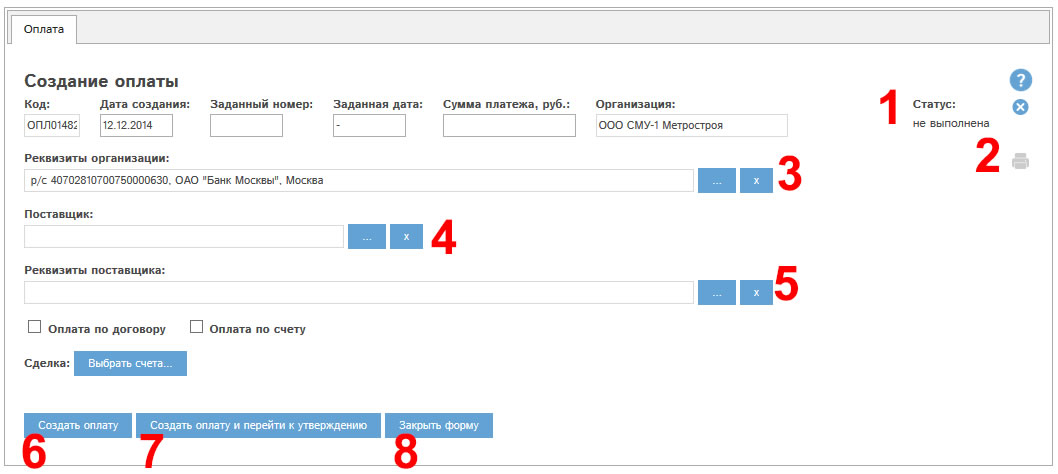 Оплата
Создание оплаты
?
Код: Дата создания: Заданный номер: Заданная дата: Сумма платежа, руб.: Организация: 1 Статус:
ОПЛ01482 12.12.2014 - ООО СМУ-1 Метростроя не выполнена
2
Реквизиты организации:
р/с 40702810700750000630, ОАО "Банк Москвы", Москва ... x 3
Поставщик:
... x 4
Реквизиты поставщика:
... x 5
Оплата по договору Оплата по счету
Сделка: Выбрать счета...
Создать оплату Создать оплату и перейти к утверждению Закрыть форму
6 7 8